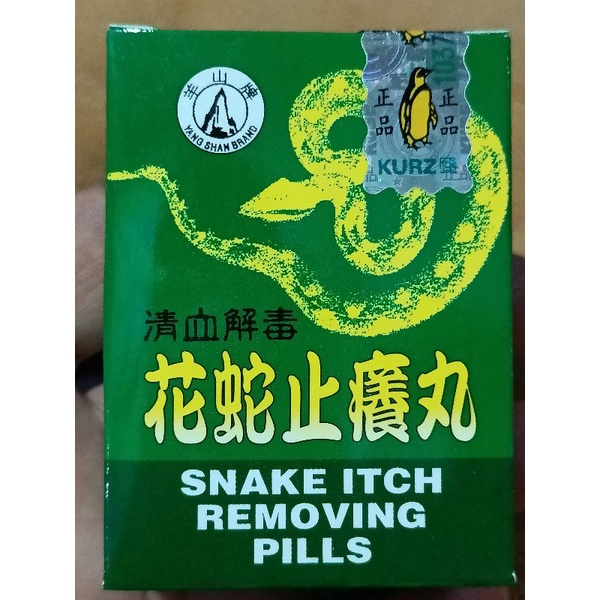 羊山牌
YANG SHAN BRAND
正品
正品
KURZ
1037
清血解毒
花蛇止癢丸
SNAKE ITCH
REMOVING
PILLS